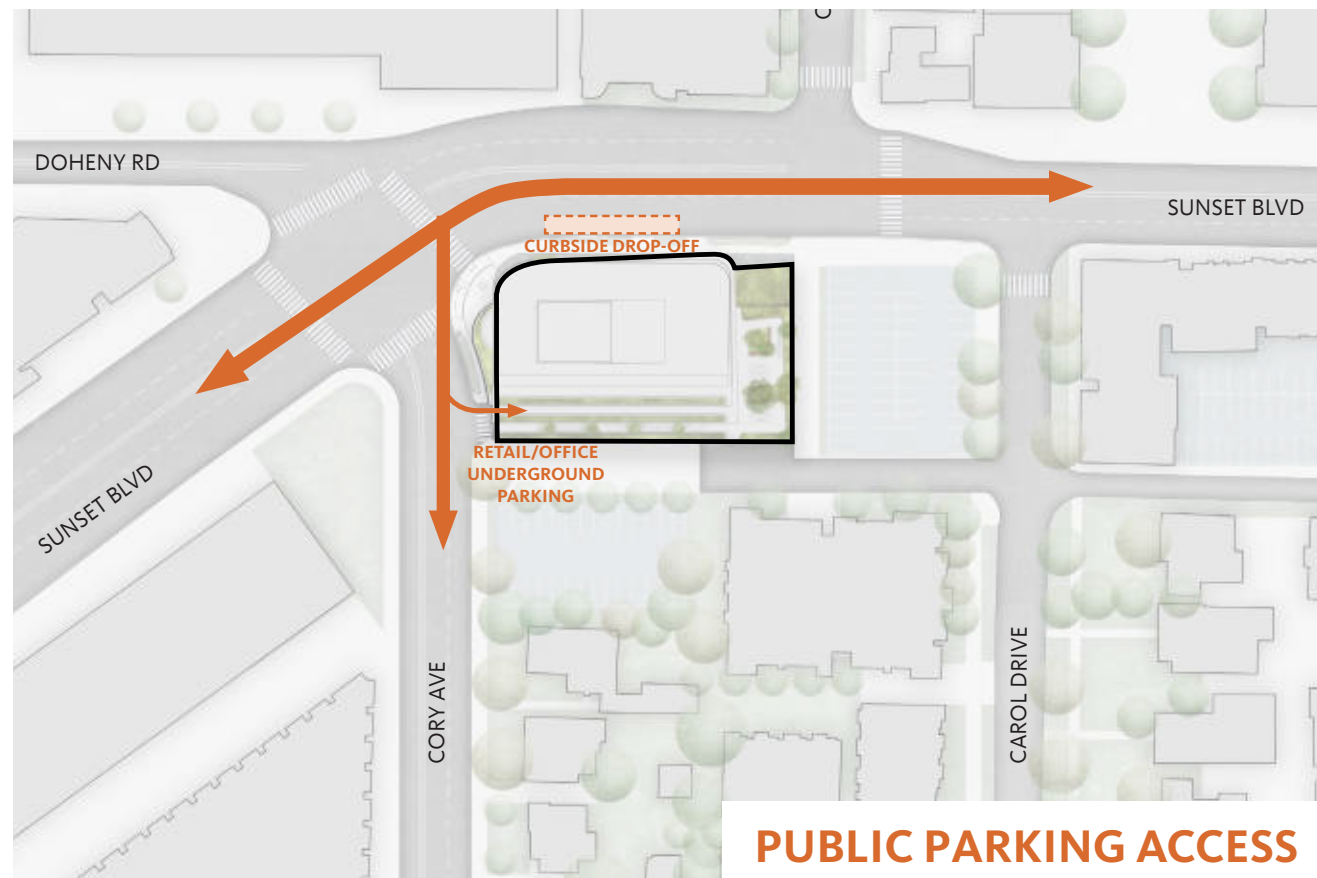 DOHENY RD
SUNSET BLVD
CURBSIDE DROP-OFF
RETAIL/OFFICE
UNDERGROUND
PARKING
SUNSET BLVD
CORY AVE
CAROL DRIVE
PUBLIC PARKING ACCESS